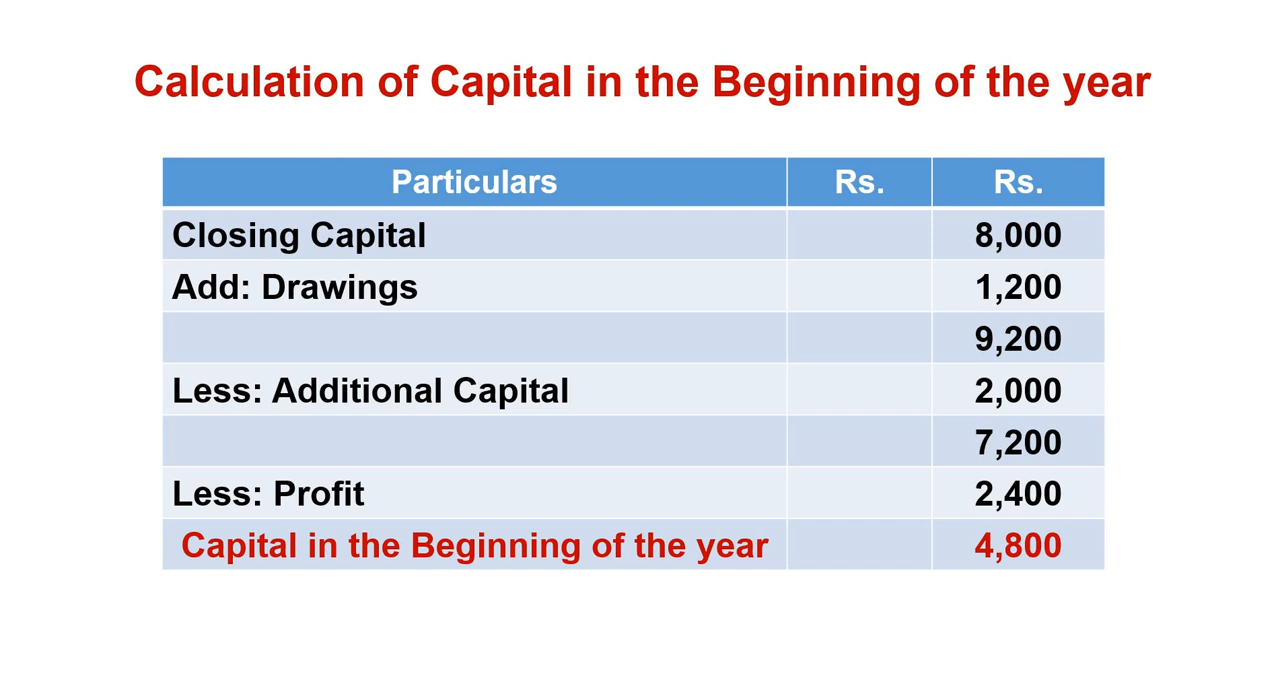 Calculation of Capital in the Beginning of the year
Particulars Rs. Rs.
Closing Capital 8,000
Add: Drawings 1,200
9,200
Less: Additional Capital 2,000
7,200
Less: Profit 2,400
Capital in the Beginning of the year 4,800